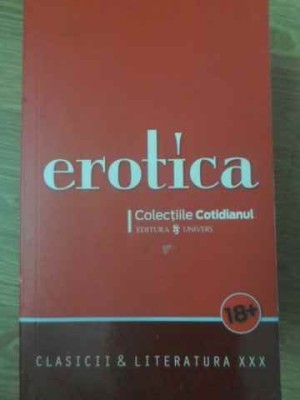 erotica
Colecțiile Cotidianul
EDITURA UNIVERS
18+
CLASICII & LITERATURA XXX